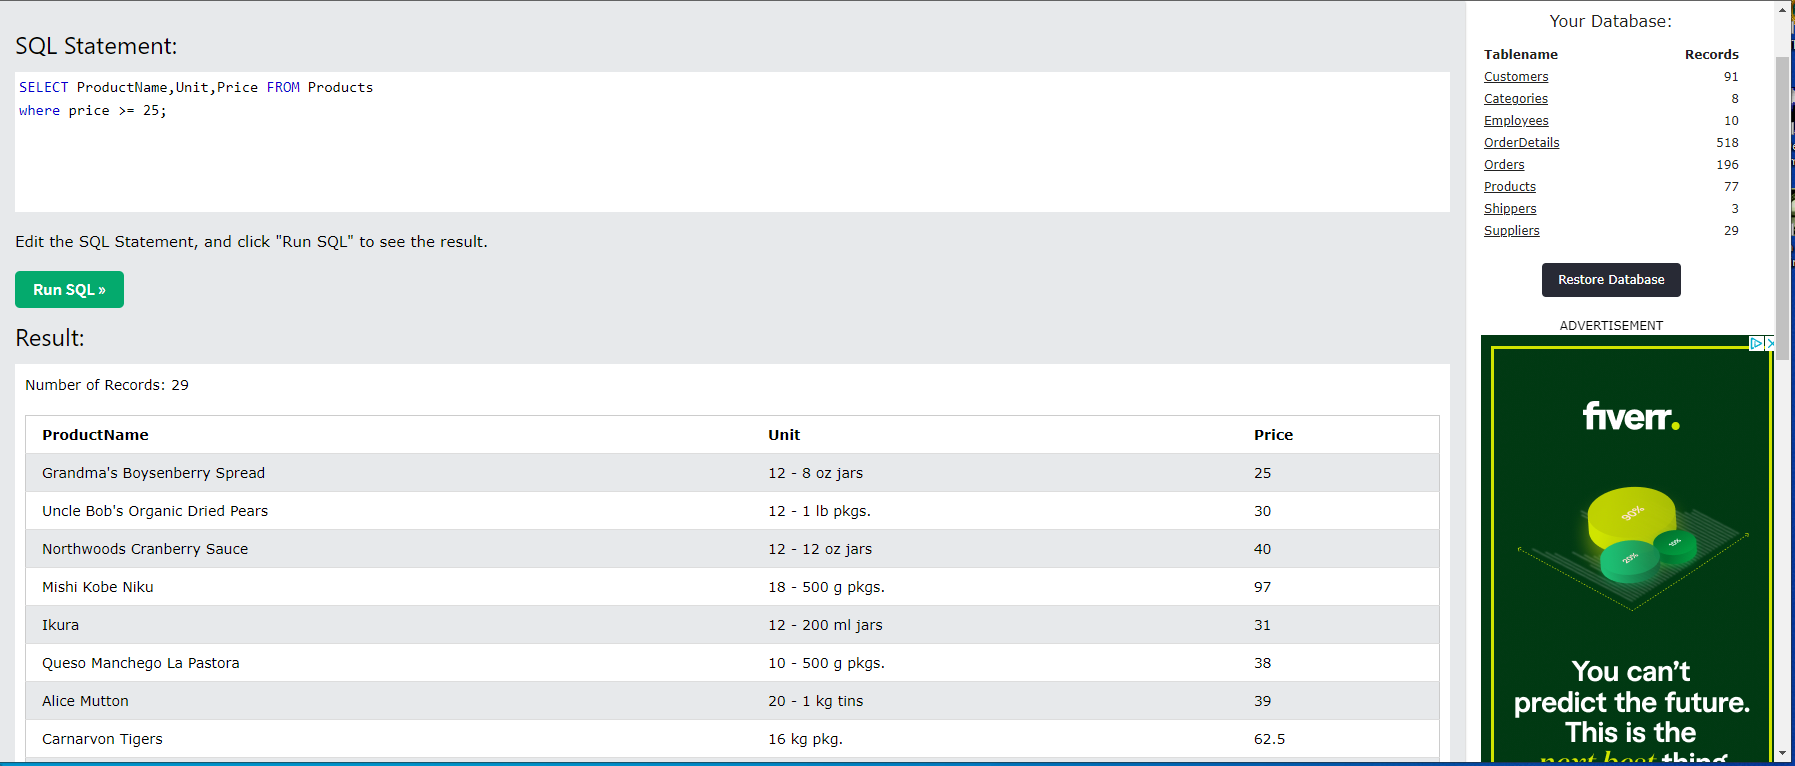 SQL Statement:
SELECT ProductName,Unit,Price FROM Products
where price >= 25;
Edit the SQL Statement, and click "Run SQL" to see the result.
Run SQL »
Result:
Number of Records: 29
ProductName Unit Price
Grandma's Boysenberry Spread 12 - 8 oz jars 25
Uncle Bob's Organic Dried Pears 12 - 1 lb pkgs. 30
Northwoods Cranberry Sauce 12 - 12 oz jars 40
Mishi Kobe Niku 18 - 500 g pkgs. 97
Ikura 12 - 200 ml jars 31
Queso Manchego La Pastora 10 - 500 g pkgs. 38
Alice Mutton 20 - 1 kg tins 39
Carnarvon Tigers 16 kg pkg. 62.5
Your Database:
Tablename Records
Customers 91
Categories 8
Employees 10
OrderDetails 518
Orders 196
Products 77
Shippers 3
Suppliers 29
Restore Database
ADVERTISEMENT
fiverr.
90%
20%
You can't
predict the future.
This is the
next best thing